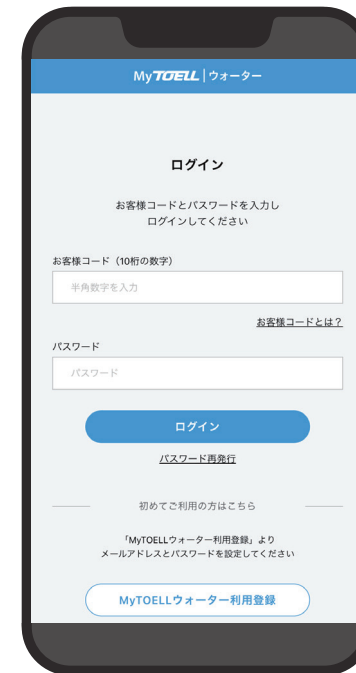 MyTOELL|ウォーター
ログイン
お客様コードとパスワードを入力し
ログインしてください
お客様コード（10桁の数字）
半角数字を入力
お客様コードとは？
パスワード
パスワード
ログイン
パスワード再発行
初めてご利用の方はこちら
「MyTOELLウォーター利用登録」より
メールアドレスとパスワードを設定してください
MyTOELLウォーター利用登録